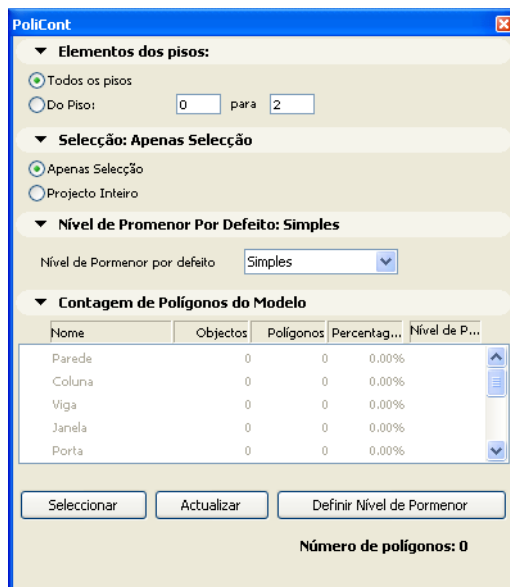 PoliCont
Elementos dos pisos:
Todos os pisos
Do Piso: 0 para 2
Selecção: Apenas Selecção
Apenas Selecção
Projecto Inteiro
Nível de Promenor Por Defeito: Simples
Nível de Pormenor por defeito Simples
Contagem de Polígonos do Modelo
Nome Objectos Polígonos Percentag... Nível de P...
Parede 0 0 0.00%
Coluna 0 0 0.00%
Viga 0 0 0.00%
Janela 0 0 0.00%
Porta 0 0 0.00%
Seleccionar Actualizar Definir Nível de Pormenor
Número de polígonos: 0